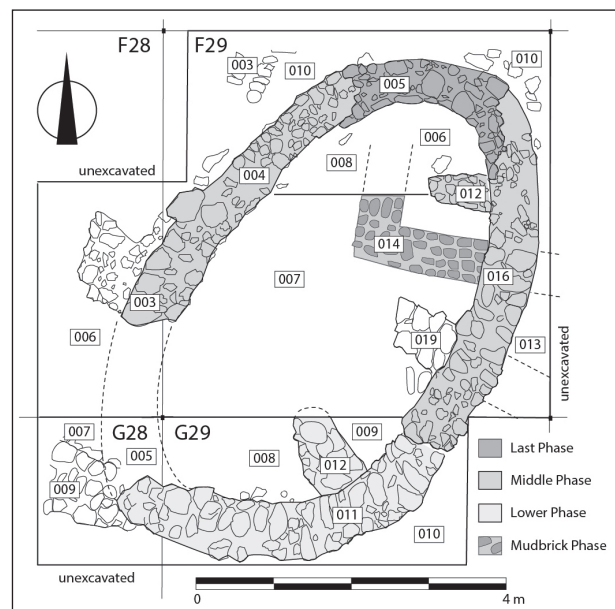 F28 F29
003
010
010
005
006
008
unexcavated
004
012
014
016
007
003
006
019
013
unexcavated
007
G28 G29
009
005
008
012
009
011
010
unexcavated
Last Phase
Middle Phase
Lower Phase
Mudbrick Phase
0
4 m